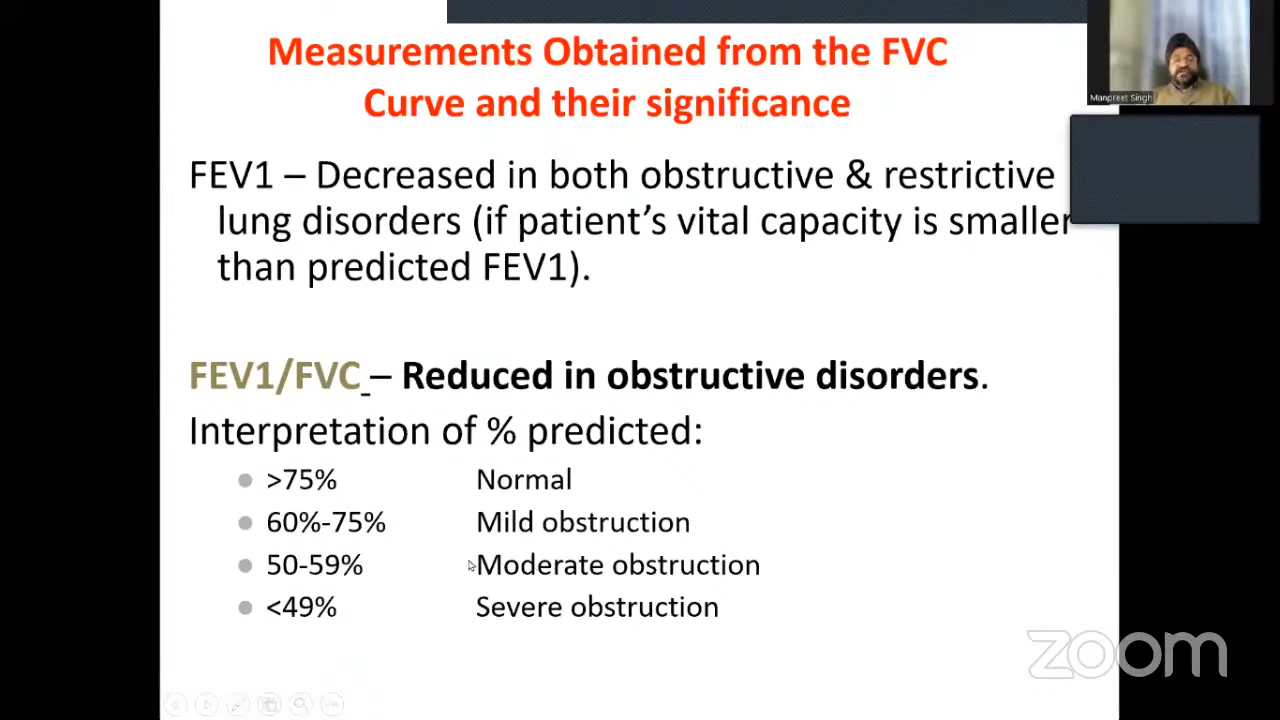 Measurements Obtained from the FVC
Curve and their significance
Manpreet Singh
FEV1 – Decreased in both obstructive & restrictive
lung disorders (if patient’s vital capacity is smaller
than predicted FEV1).
FEV1/FVC – Reduced in obstructive disorders.
Interpretation of % predicted:
>75% Normal
60%-75% Mild obstruction
50-59% Moderate obstruction
<49% Severe obstruction
zoom